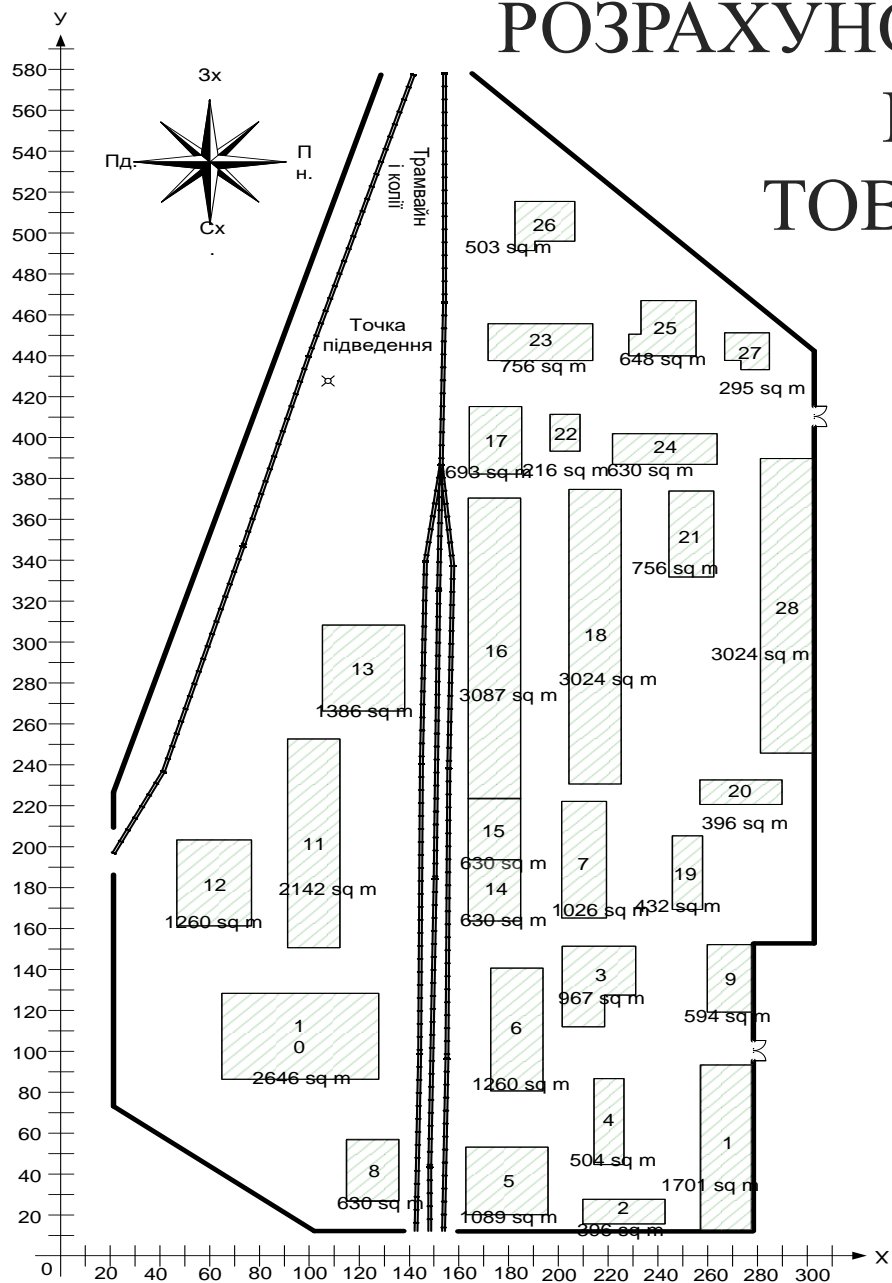 РОЗРАХУНО
ТОВ
У
580
560
540
520
500
480
460
440
420
400
380
360
340
320
300
280
260
240
220
200
180
160
140
120
100
80
60
40
20
0
20 40 60 80 100 120 140 160 180 200 220 240 260 280 300 X
Зх
Пд.
П
н.
Сх
.
Трамвайн
і колії
Точка
підведення
26
503 sq m
25
648 sq m
23
756 sq m
27
295 sq m
17
693 sq m
22
216 sq m
24
630 sq m
21
756 sq m
28
3024 sq m
16
3087 sq m
18
3024 sq m
13
1386 sq m
20
396 sq m
11
2142 sq m
15
630 sq m
7
1026 sq m
19
432 sq m
12
1260 sq m
14
630 sq m
3
967 sq m
9
594 sq m
6
1260 sq m
1
0
2646 sq m
4
504 sq m
1
1701 sq m
8
630 sq m
5
1089 sq m
2
396 sq m